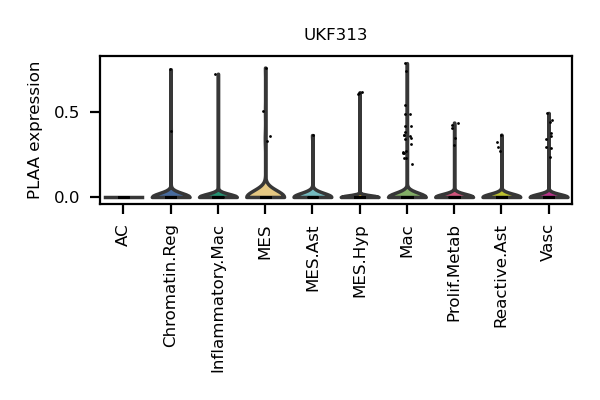 UKF313
PLAA expression
0.5
0.0
AC
Chromatin.Reg
Inflammatory.Mac
MES
MES.Ast
MES.Hyp
Mac
Prolif.Metab
Reactive.Ast
Vasc